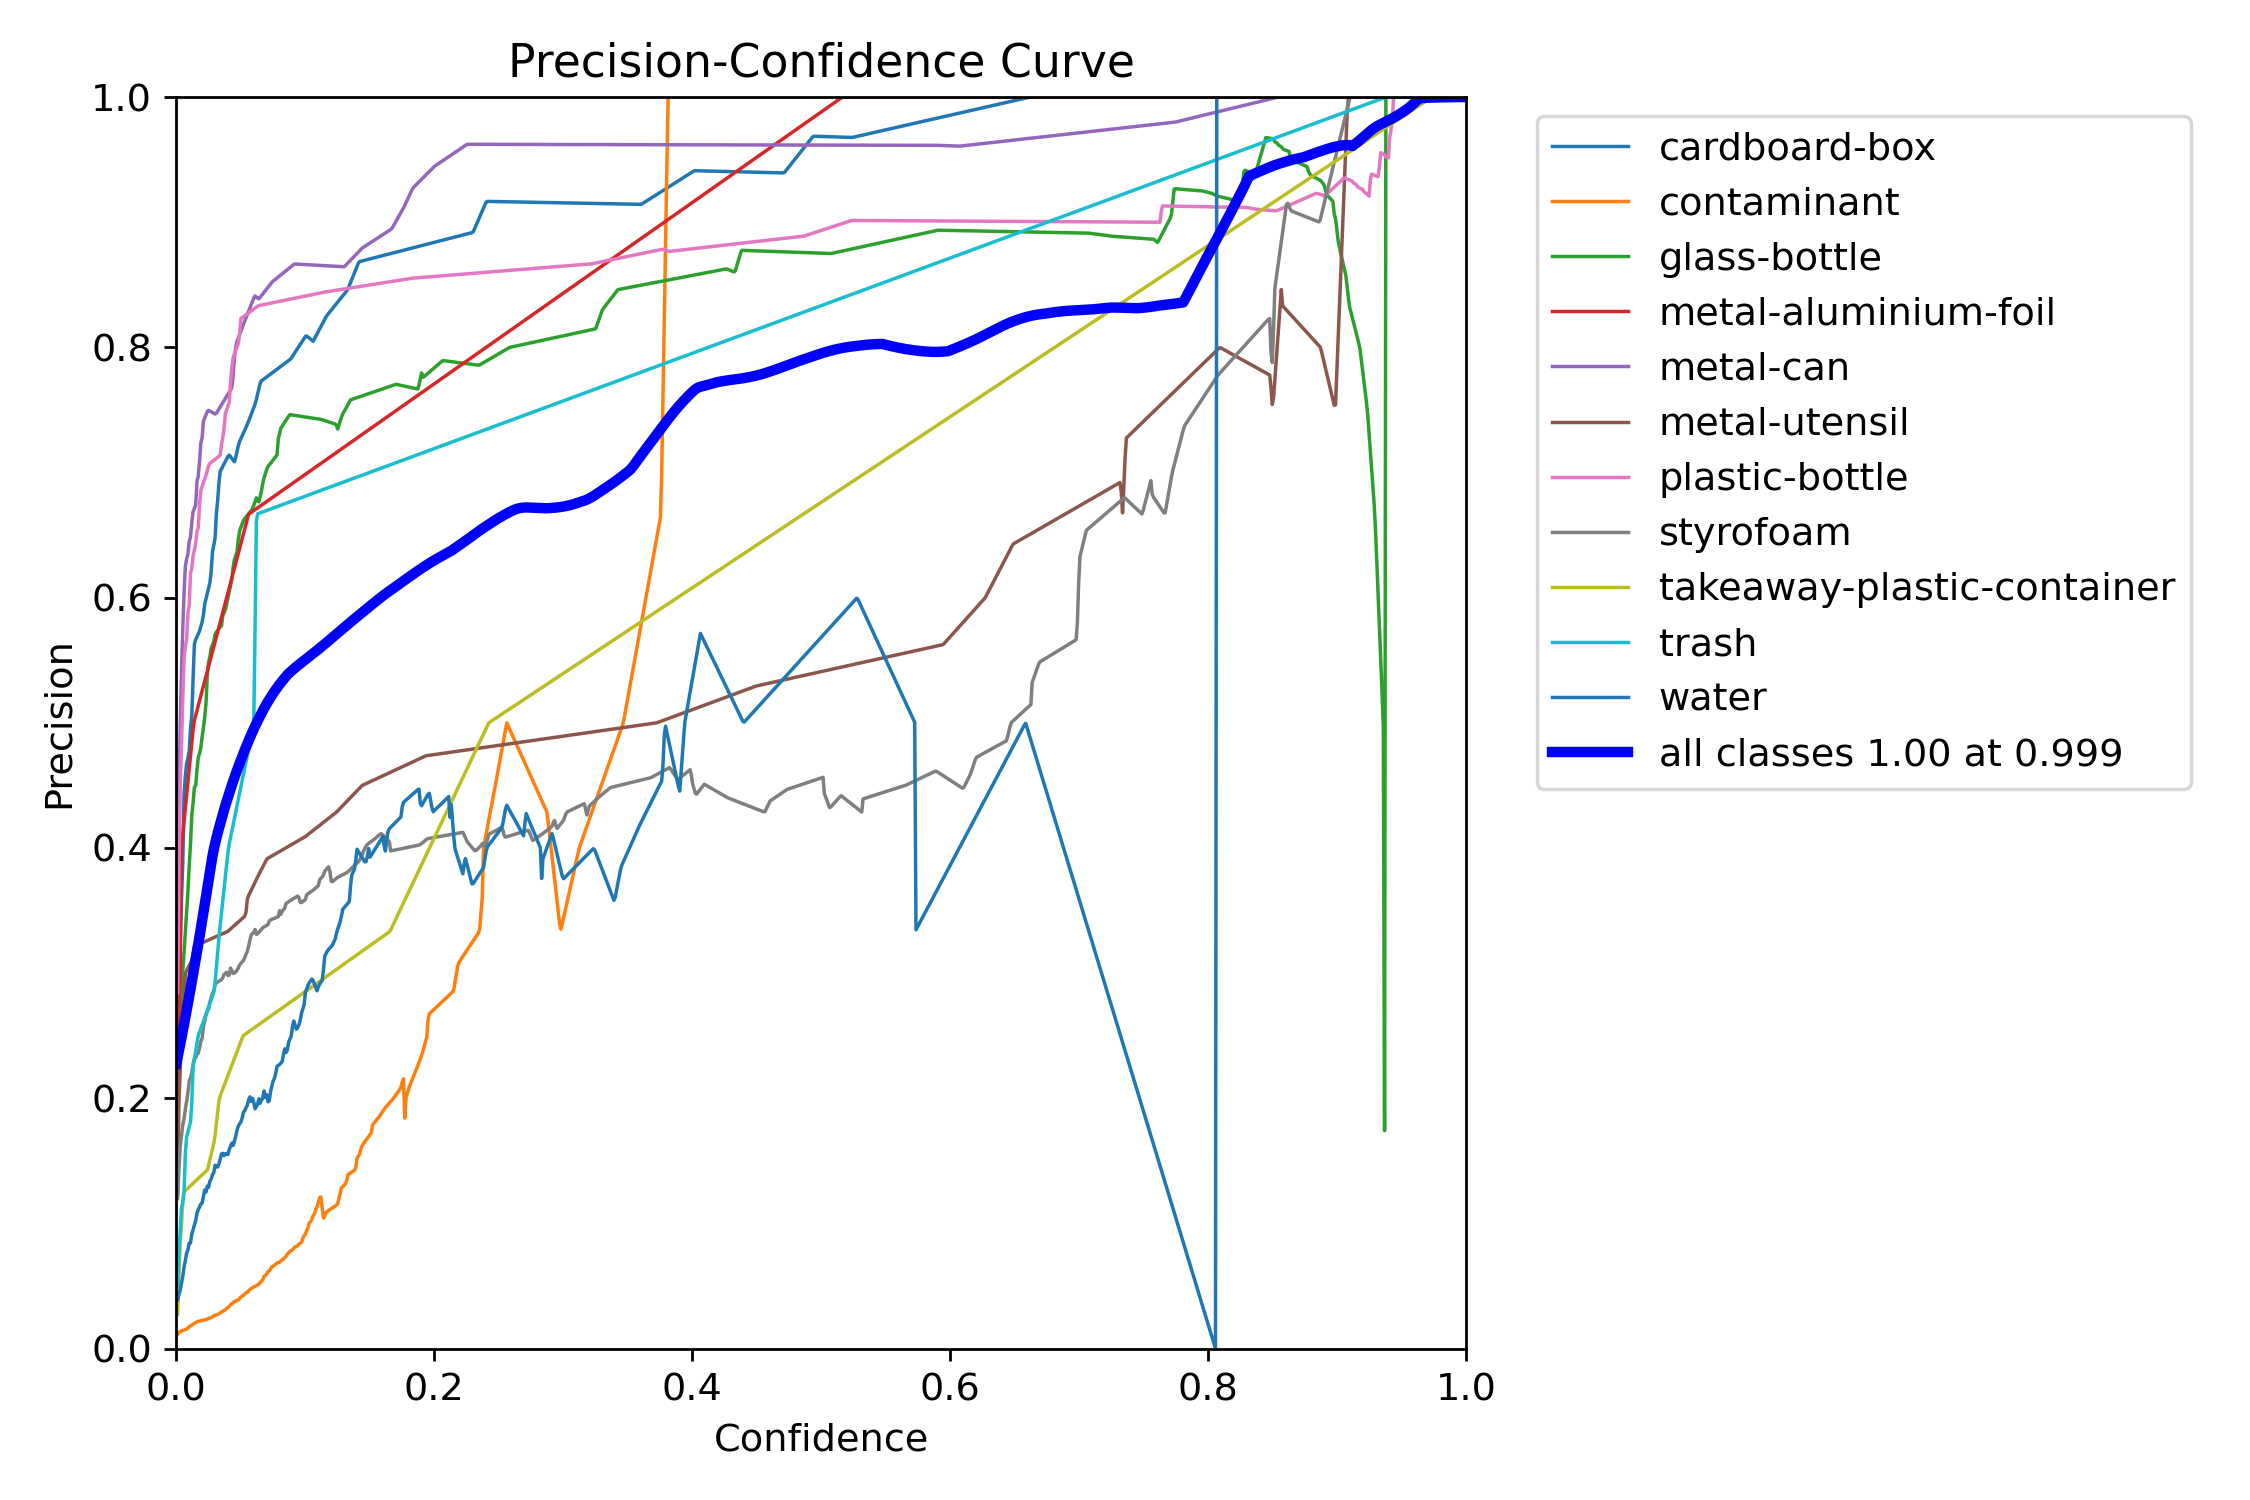 Precision-Confidence Curve
1.0
0.8
0.6
0.4
0.2
0.0
Precision
0.0 0.2 0.4 0.6 0.8 1.0
Confidence
cardboard-box
contaminant
glass-bottle
metal-aluminium-foil
metal-can
metal-utensil
plastic-bottle
styrofoam
takeaway-plastic-container
trash
water
all classes 1.00 at 0.999